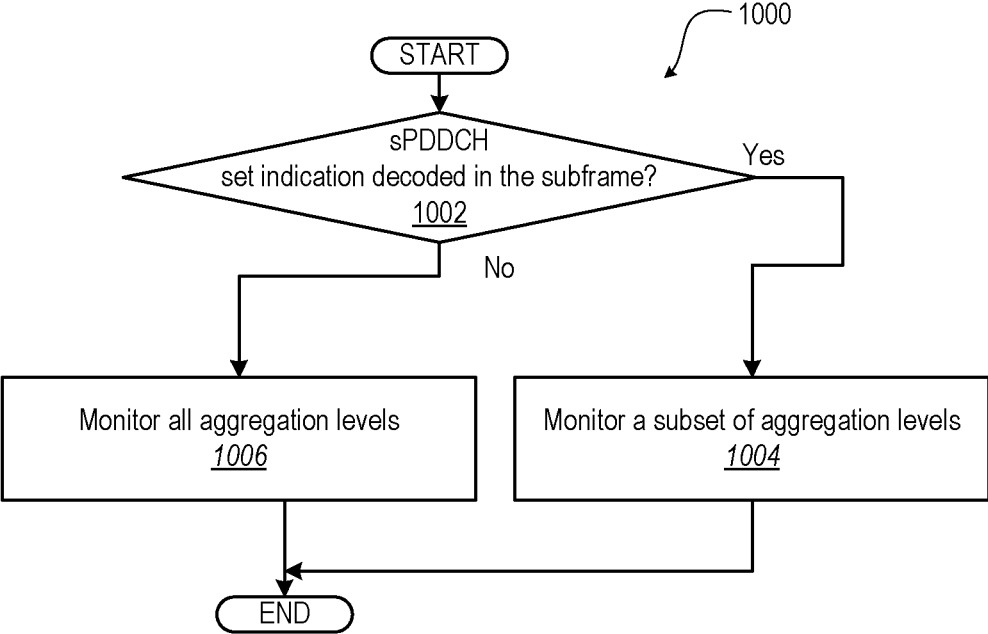 1000
START
sPDDCH
set indication decoded in the subframe?
1002
Yes
No
Monitor all aggregation levels
1006
Monitor a subset of aggregation levels
1004
END